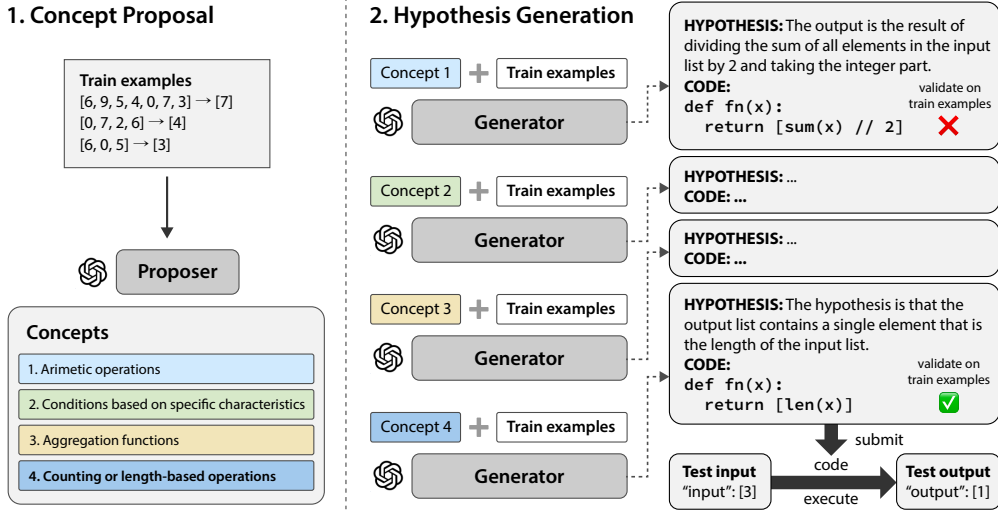 1. Concept Proposal
Train examples
[6, 9, 5, 4, 0, 7, 3] → [7]
[0, 7, 2, 6] → [4]
[6, 0, 5] → [3]
Proposer
Concepts
1. Arimetic operations
2. Conditions based on specific characteristics
3. Aggregation functions
4. Counting or length-based operations
2. Hypothesis Generation
Concept 1 + Train examples
Generator
Concept 2 + Train examples
Generator
Concept 3 + Train examples
Generator
Concept 4 + Train examples
Generator
HYPOTHESIS: The output is the result of
dividing the sum of all elements in the input
list by 2 and taking the integer part.
CODE:
def fn(x):
return [sum(x) // 2]
validate on
train examples
HYPOTHESIS: ...
CODE: ...
HYPOTHESIS: ...
CODE: ...
HYPOTHESIS: The hypothesis is that the
output list contains a single element that is
the length of the input list.
CODE:
def fn(x):
return [len(x)]
validate on
train examples
submit
code
execute
Test input
“input”: [3]
Test output
“output”: [1]